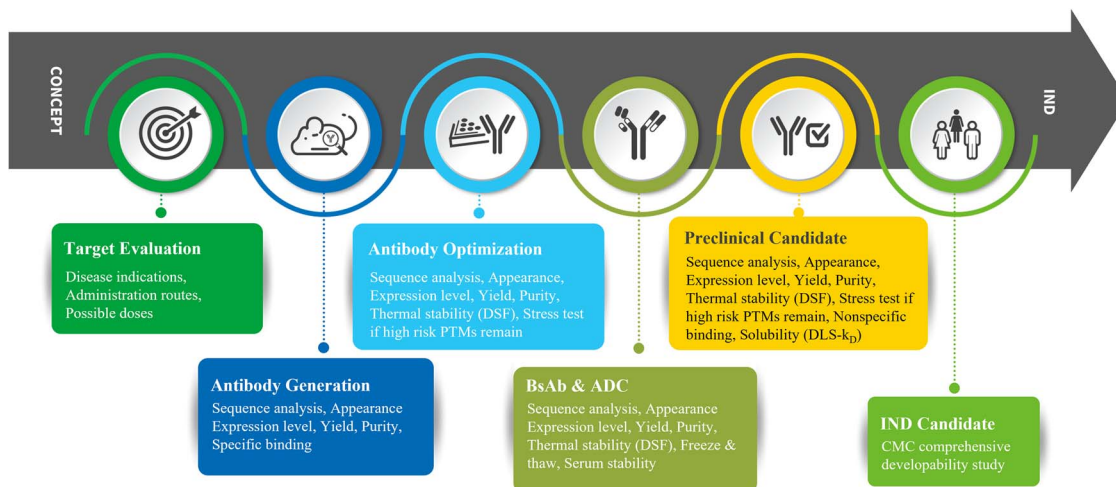 CONCEPT
IND
Target Evaluation
Disease indications,
Administration routes,
Possible doses
Antibody Generation
Sequence analysis, Appearance
Expression level, Yield, Purity,
Specific binding
Antibody Optimization
Sequence analysis, Appearance,
Expression level, Yield, Purity,
Thermal stability (DSF), Stress test
if high risk PTMs remain
BsAb & ADC
Sequence analysis, Appearance
Expression level, Yield, Purity,
Thermal stability (DSF), Freeze &
thaw, Serum stability
Preclinical Candidate
Sequence analysis, Appearance,
Expression level, Yield, Purity,
Thermal stability (DSF), Stress test if
high risk PTMs remain, Nonspecific
binding, Solubility (DLS-kD)
IND Candidate
CMC comprehensive
developability study